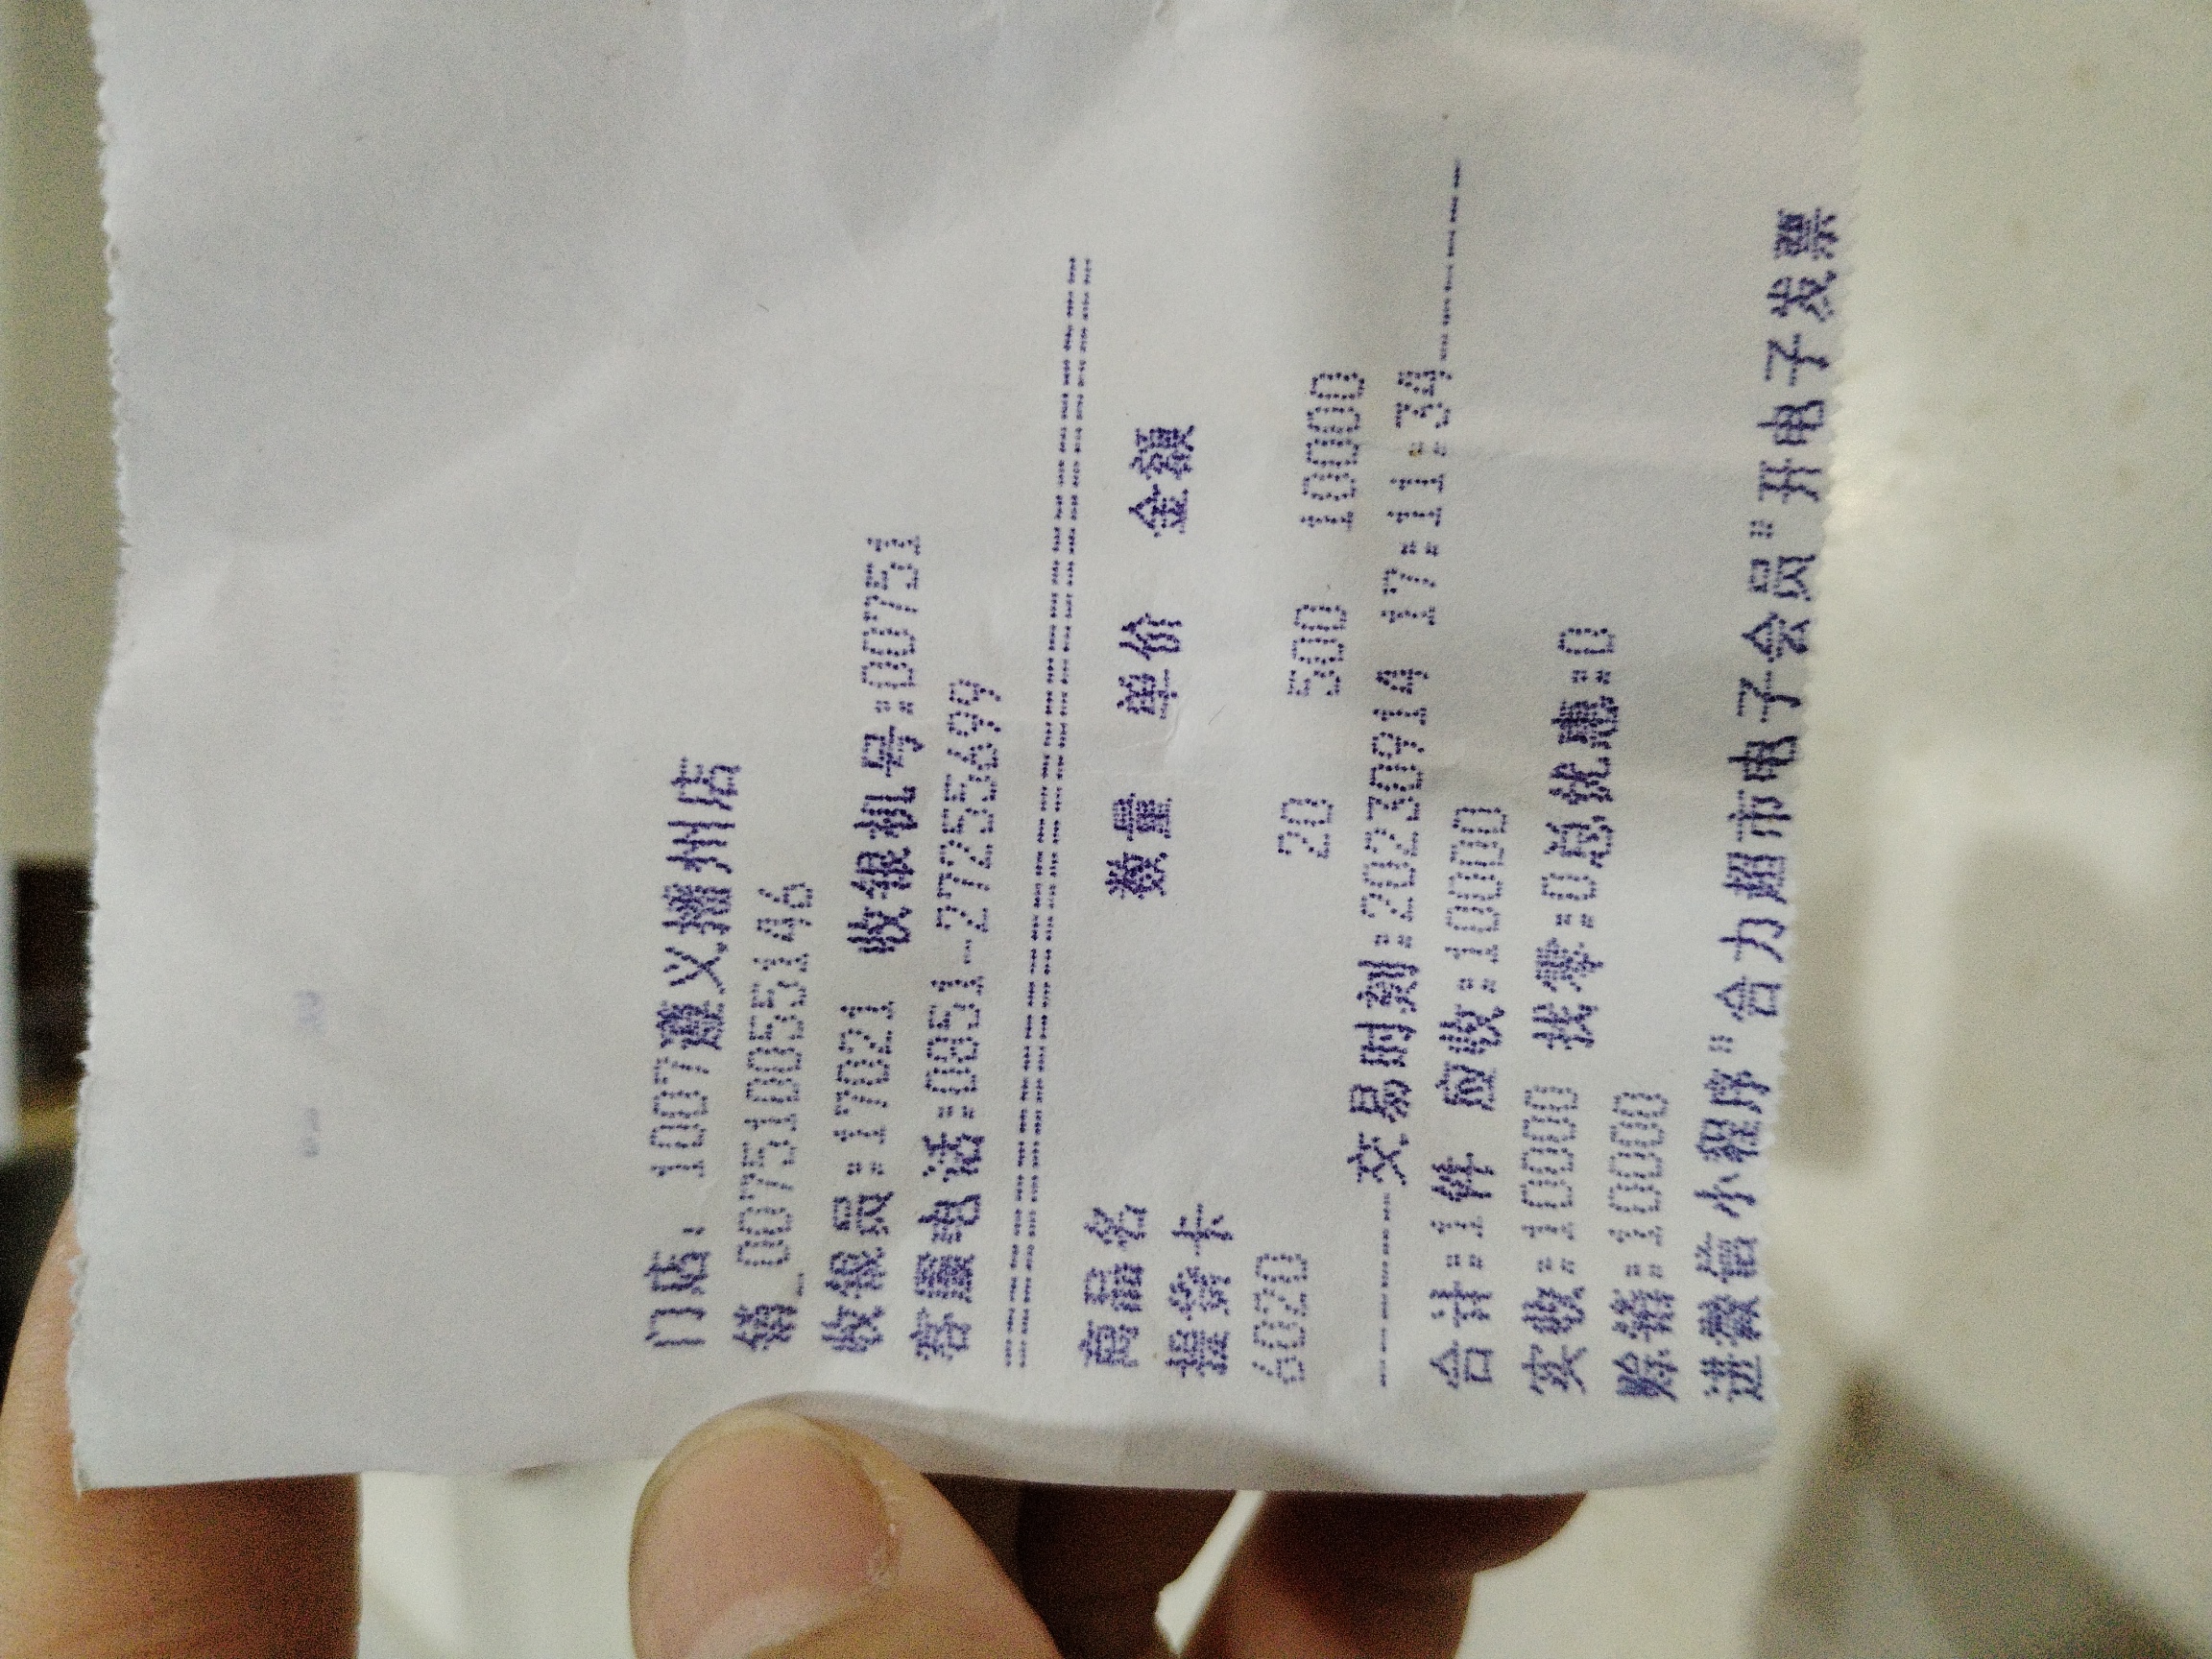 门店: 1007遵义播州店
销_007510055146
收银员:17021 收银机号:000751
客服电话:0851-27255699
================================
商品名 数量 单价 金额
提货卡
6020 20 500 10000
-------交易时刻:20230914 17:11:34-------
合计:1件 应收:10000
实收:10000 找零:0总优惠:0
赊销:10000
进微信小程序"合力超市电子会员"开电子发票